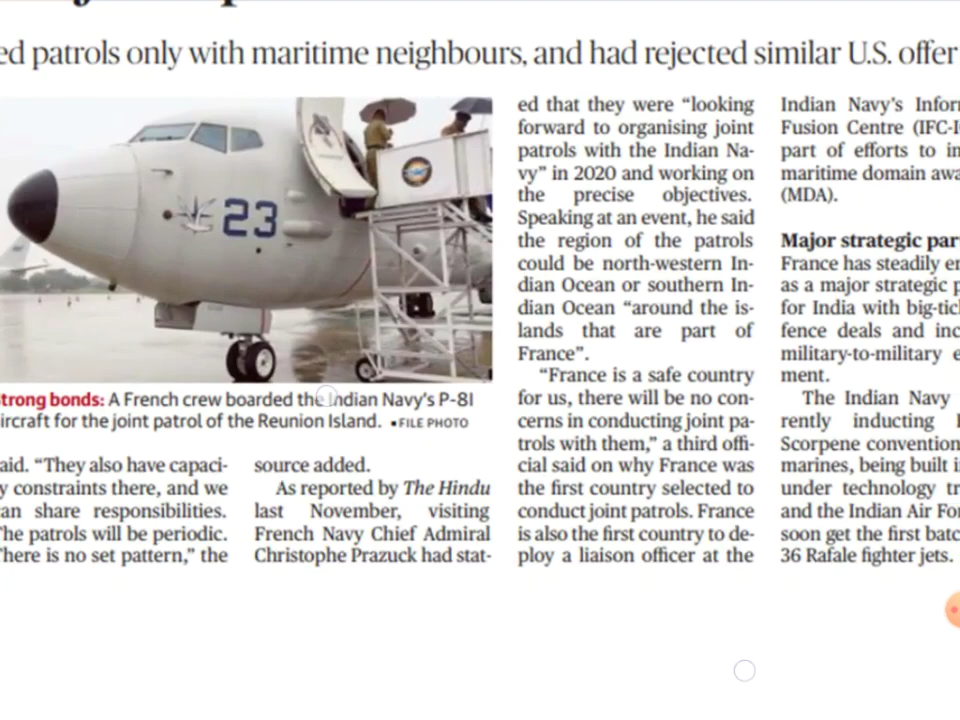 ed patrols only with maritime neighbours, and had rejected similar U.S. offer
23
trong bonds: A French crew boarded the Indian Navy's P-8I
ircraft for the joint patrol of the Reunion Island. ▪FILE PHOTO
aid. “They also have capaci-
y constraints there, and we
an share responsibilities.
he patrols will be periodic.
here is no set pattern,” the
source added.
As reported by The Hindu
last November, visiting
French Navy Chief Admiral
Christophe Prazuck had stat-
ed that they were “looking
forward to organising joint
patrols with the Indian Na-
vy” in 2020 and working on
the precise objectives.
Speaking at an event, he said
the region of the patrols
could be north-western In-
dian Ocean or southern In-
dian Ocean “around the is-
lands that are part of
France”.
“France is a safe country
for us, there will be no con-
cerns in conducting joint pa-
trols with them,” a third offi-
cial said on why France was
the first country selected to
conduct joint patrols. France
is also the first country to de-
ploy a liaison officer at the
Indian Navy's Infor
Fusion Centre (IFC-I
part of efforts to in
maritime domain awa
(MDA).
Major strategic par
France has steadily e
as a major strategic p
for India with big-tic
fence deals and inc
military-to-military e
ment.
The Indian Navy
rently inducting
Scorpene convention
marines, being built i
under technology tr
and the Indian Air Fo
soon get the first batc
36 Rafale fighter jets.